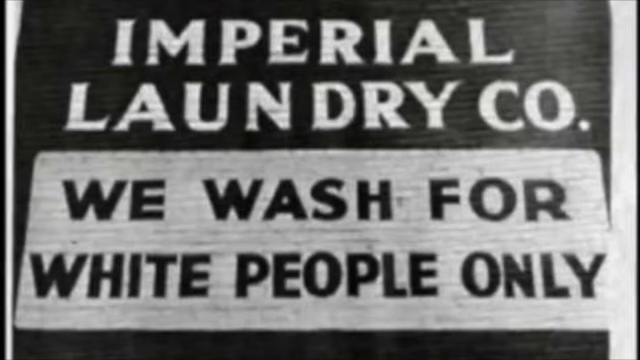 IMPERIAL
LAUNDRY CO.
WE WASH FOR
WHITE PEOPLE ONLY